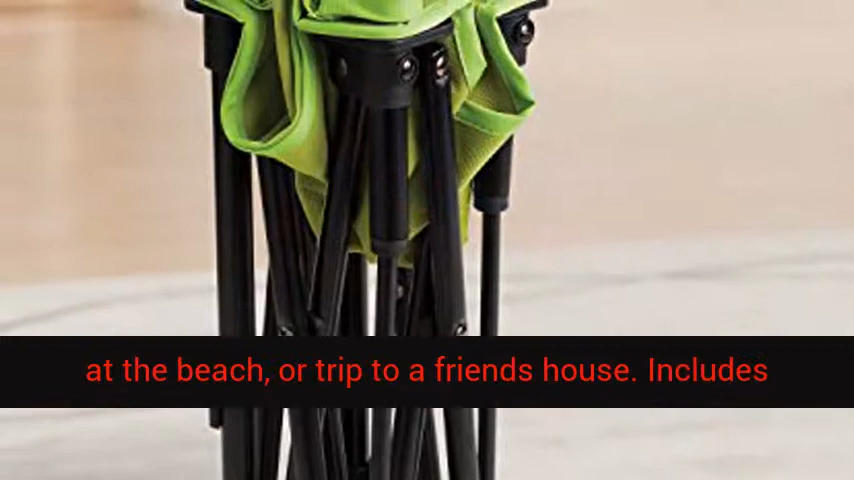 at the beach, or trip to a friends house. Includes